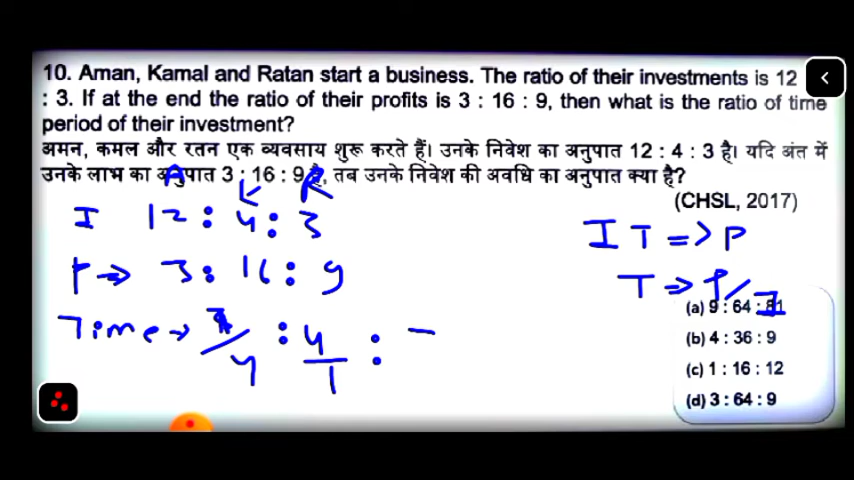 10. Aman, Kamal and Ratan start a business. The ratio of their investments is 12
: 3. If at the end the ratio of their profits is 3 : 16 : 9, then what is the ratio of time
period of their investment?
अमन, कमल और रतन एक व्यवसाय शुरू करते हैं। उनके निवेश का अनुपात 12 : 4 : 3 है। यदि अंत में
उनके लाभ का अनुपात 3 : 16 : 9 है, तब उनके निवेश की अवधि का अनुपात क्या है?
(CHSL, 2017)
A K R
I 12 : 4 : 3
P → 3 : 16 : 9
Time → /4 : 4/1 :
I T => P
T => P/I
(a) 9 : 64 : 81
(b) 4 : 36 : 9
(c) 1 : 16 : 12
(d) 3 : 64 : 9